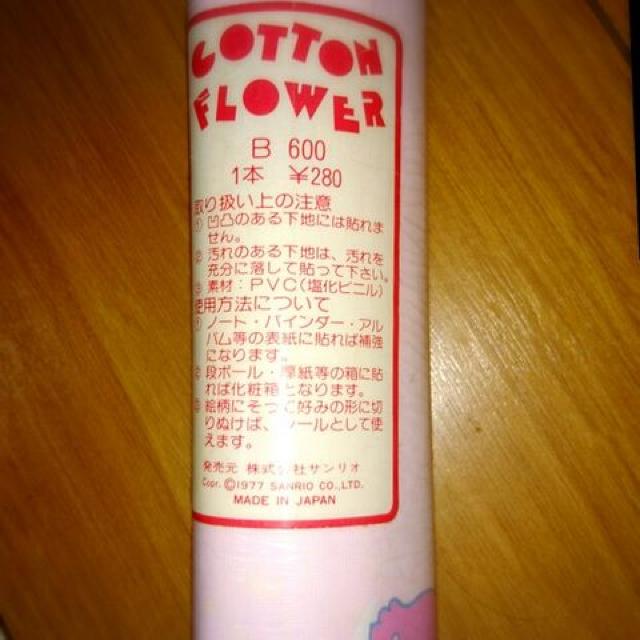 COTTON
FLOWER
B 600
1本 ¥280
取り扱い上の注意
① 凹凸のある下地には貼れま
せん。
② 汚れのある下地は、汚れを
充分に落して貼って下さい。
③ 素材：PVC(塩化ビニル)
使用方法について
① ノート・バインダー・アル
バム等の表紙に貼れば補強
になります。
② 段ボール・厚紙等の箱に貼
れば化粧箱となります。
③ 絵柄にそって好みの形に切
りぬけば、シールとして使
えます。
発売元 株式会社サンリオ
Copr. ©1977 SANRIO CO.,LTD.
MADE IN JAPAN